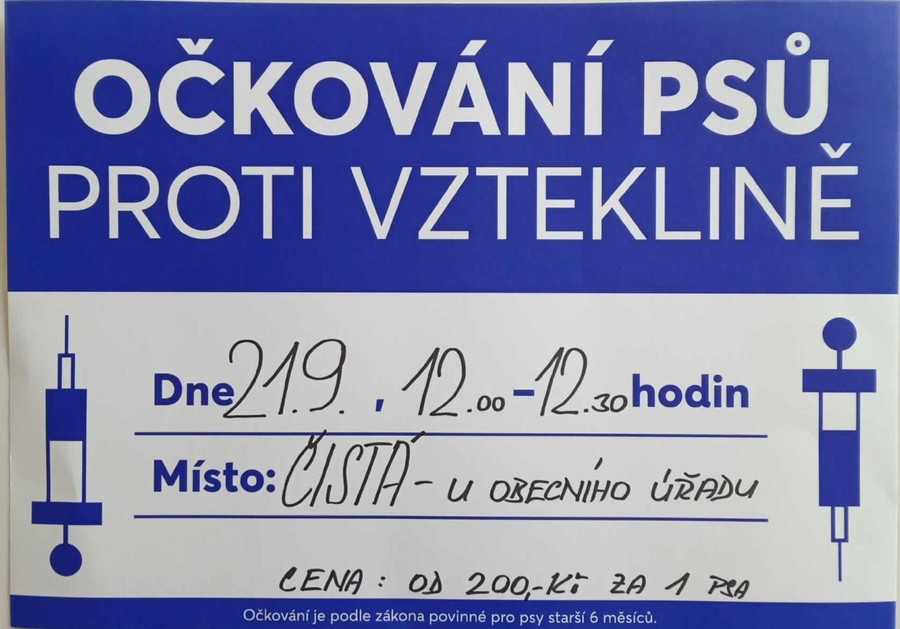 OČKOVÁNÍ PSŮ
PROTI VZTEKLINĚ
Dne 21.9. , 12.00 - 12.30 hodin
Místo: ČISTÁ - U OBECNÍHO ÚŘADU
CENA : OD 200,- Kč ZA 1 PSA
Očkování je podle zákona povinné pro psy starší 6 měsíců.